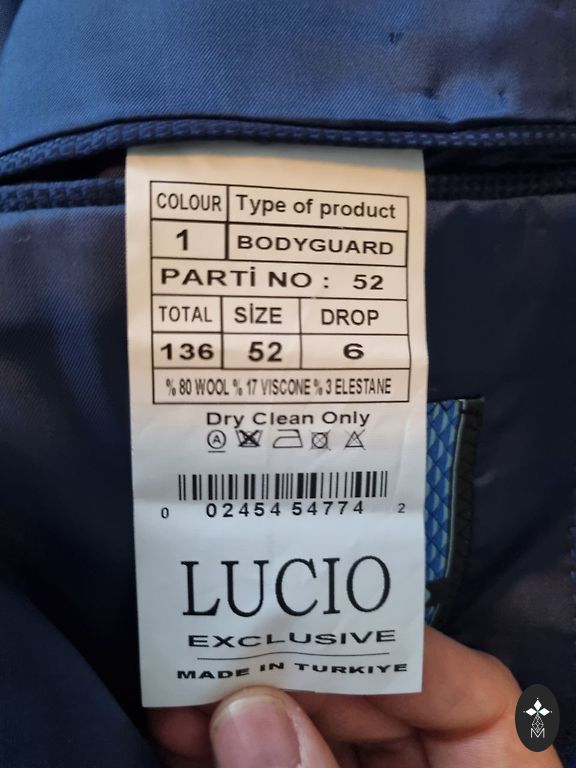 COLOUR Type of product
1 BODYGUARD
PARTİ NO : 52
TOTAL SİZE DROP
136 52 6
% 80 WOOL % 17 VISCONE % 3 ELESTANE
Dry Clean Only
A
0 02454 54774 2
LUCIO
EXCLUSIVE
MADE IN TURKIYE
M